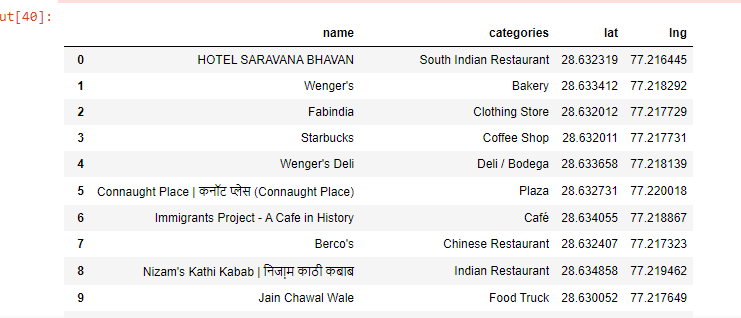 ut[40]:
name categories lat lng
0 HOTEL SARAVANA BHAVAN South Indian Restaurant 28.632319 77.216445
1 Wenger's Bakery 28.633412 77.218292
2 Fabindia Clothing Store 28.632012 77.217729
3 Starbucks Coffee Shop 28.632011 77.217731
4 Wenger's Deli Deli / Bodega 28.633658 77.218139
5 Connaught Place | कनॉट प्लेस (Connaught Place) Plaza 28.632731 77.220018
6 Immigrants Project - A Cafe in History Café 28.634055 77.218867
7 Berco's Chinese Restaurant 28.632407 77.217323
8 Nizam's Kathi Kabab | निजा़म काठी कबाब Indian Restaurant 28.634858 77.219462
9 Jain Chawal Wale Food Truck 28.630052 77.217649